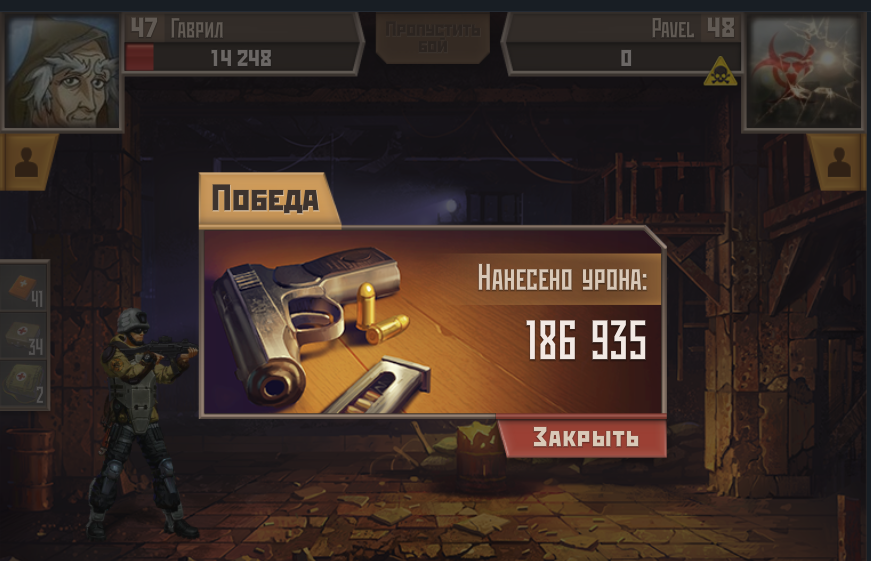 47 Гаврил
14 248
Пропустить
бой
Pavel 48
0
Победа
Нанесено урона:
186 935
41
34
2
Закрыть